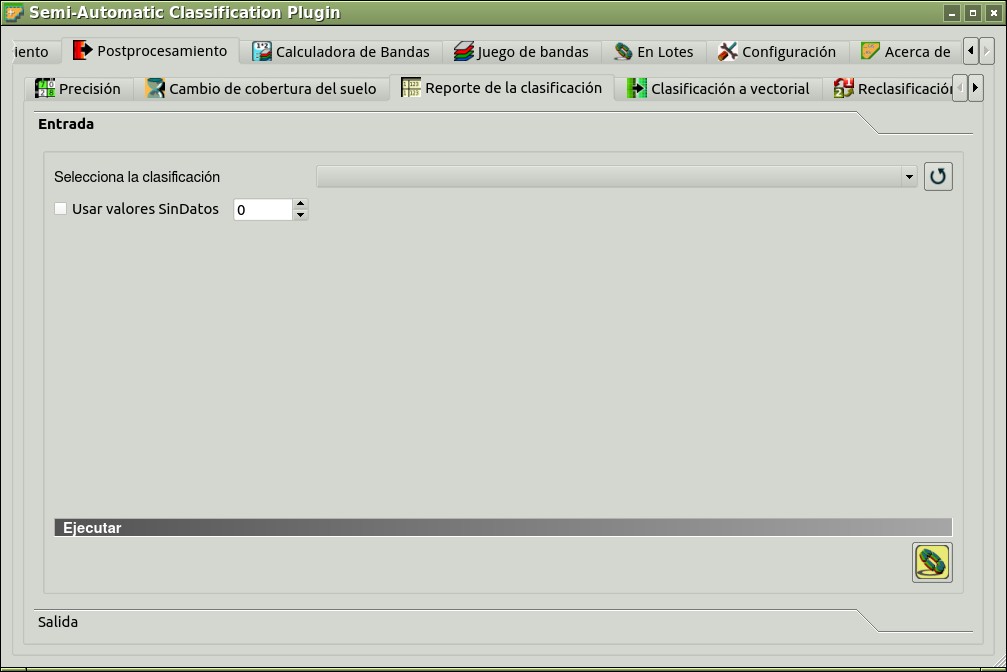 Semi-Automatic Classification Plugin
iento Postprocesamiento Calculadora de Bandas Juego de bandas En Lotes Configuración Acerca de
Precisión Cambio de cobertura del suelo Reporte de la clasificación Clasificación a vectorial Reclasificación
Entrada
Selecciona la clasificación
Usar valores SinDatos 0
Ejecutar
Salida